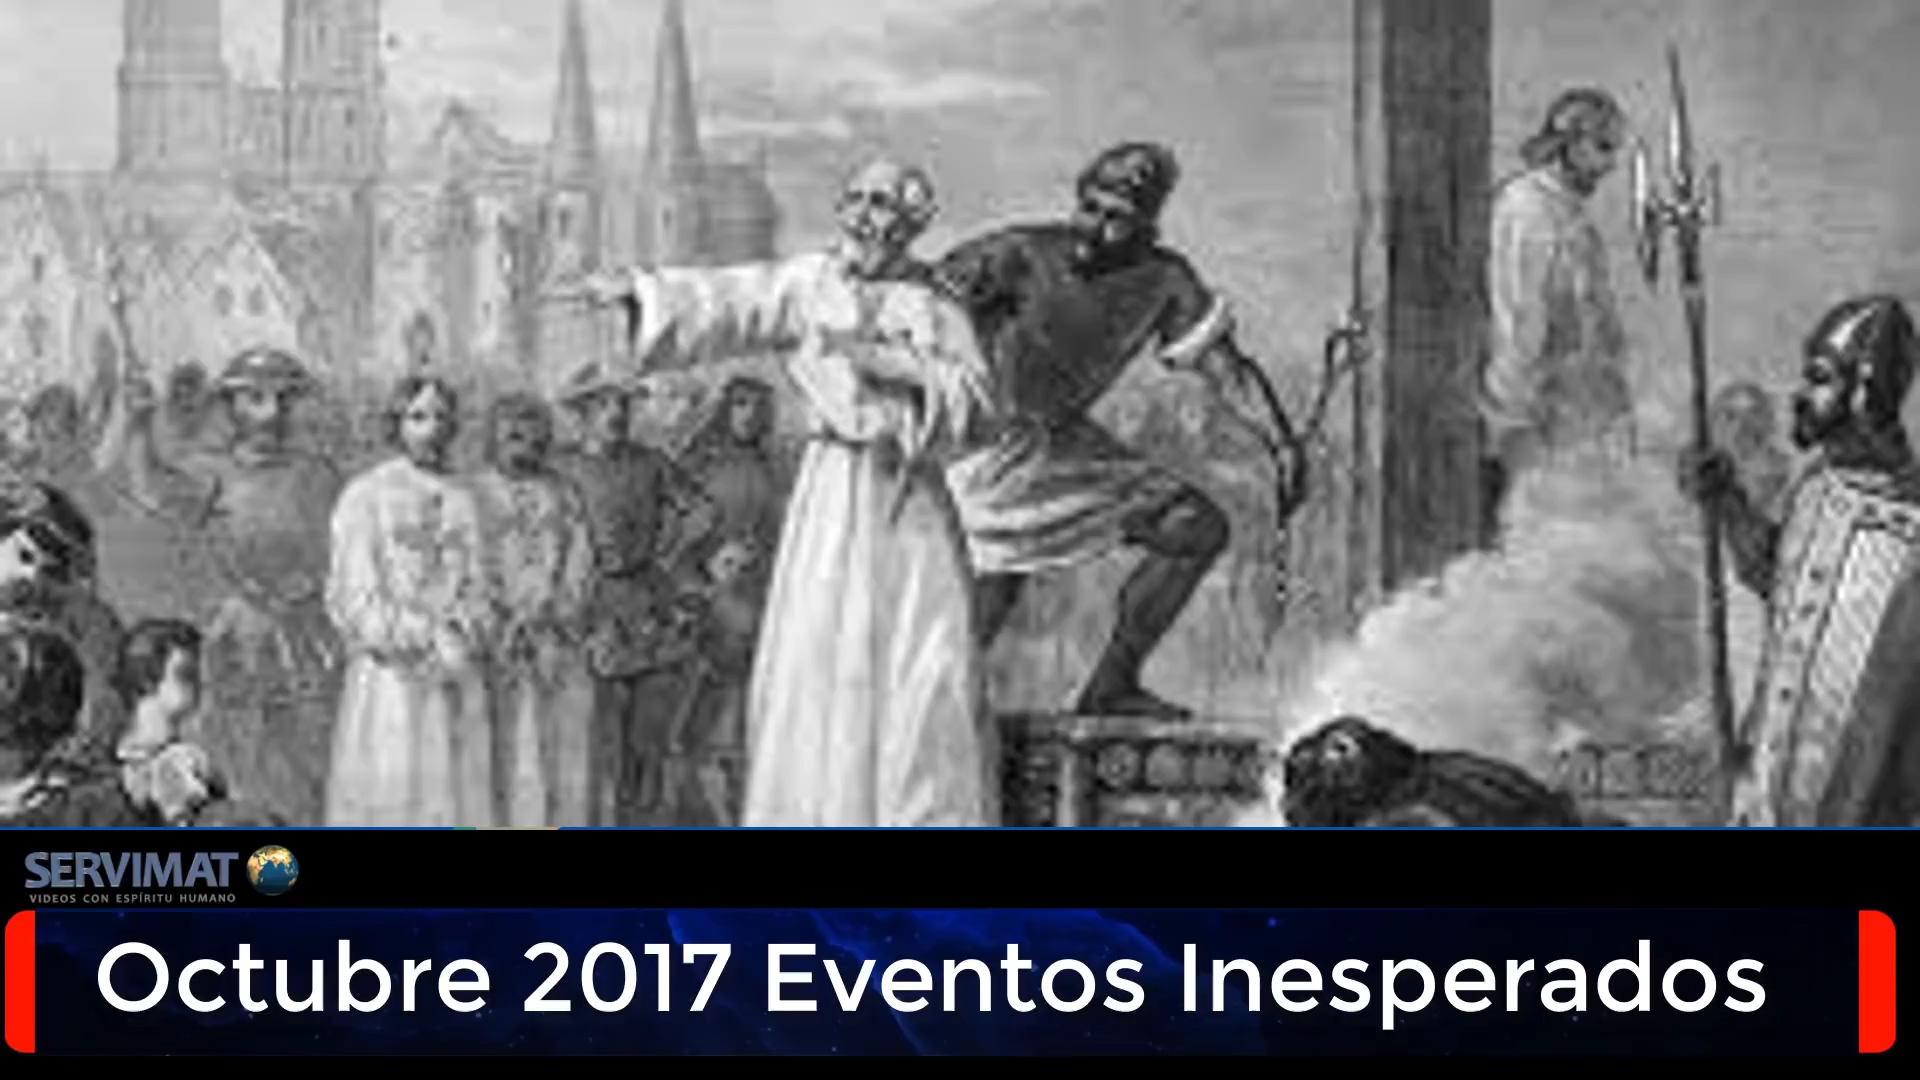 SERVIMAT
VIDEOS CON ESPÍRITU HUMANO
Octubre 2017 Eventos Inesperados